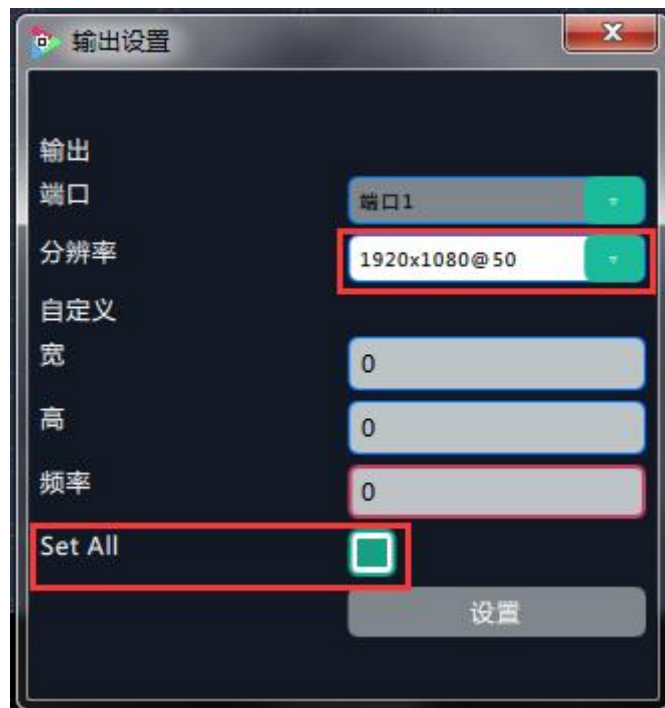 输出设置
输出
端口 端口1
分辨率 1920x1080@50
自定义
宽 0
高 0
频率 0
Set All
设置